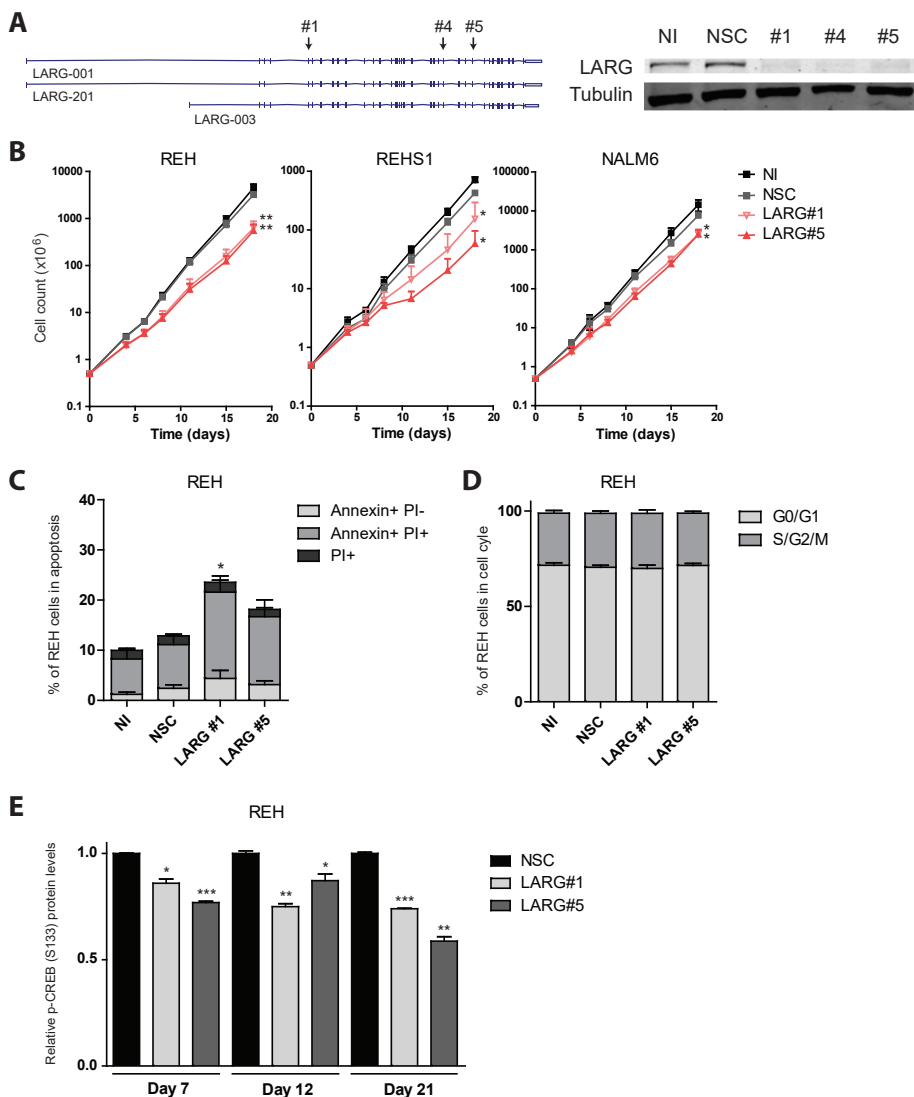 A
#1 #4 #5
LARG-001
LARG-201
LARG-003
NI NSC #1 #4 #5
LARG
Tubulin
B
REH
REHS1
NALM6
Cell count (x10⁶)
10000
1000
100
10
1
0.1
0 5 10 15 20
Time (days)
**
**
1000
100
10
1
0.1
0 5 10 15 20
Time (days)
*
*
100000
10000
1000
100
10
1
0.1
0 5 10 15 20
Time (days)
*
*
NI
NSC
LARG#1
LARG#5
C
REH
% of REH cells in apoptosis
40
30
20
10
0
*
NI
NSC
LARG #1
LARG #5
Annexin+ PI-
Annexin+ PI+
PI+
D
REH
% of REH cells in cell cyle
100
50
0
NI
NSC
LARG #1
LARG #5
G0/G1
S/G2/M
E
REH
Relative p-CREB (S133) protein levels
1.0
0.5
0.0
* *** ** * *** **
Day 7 Day 12 Day 21
NSC
LARG#1
LARG#5